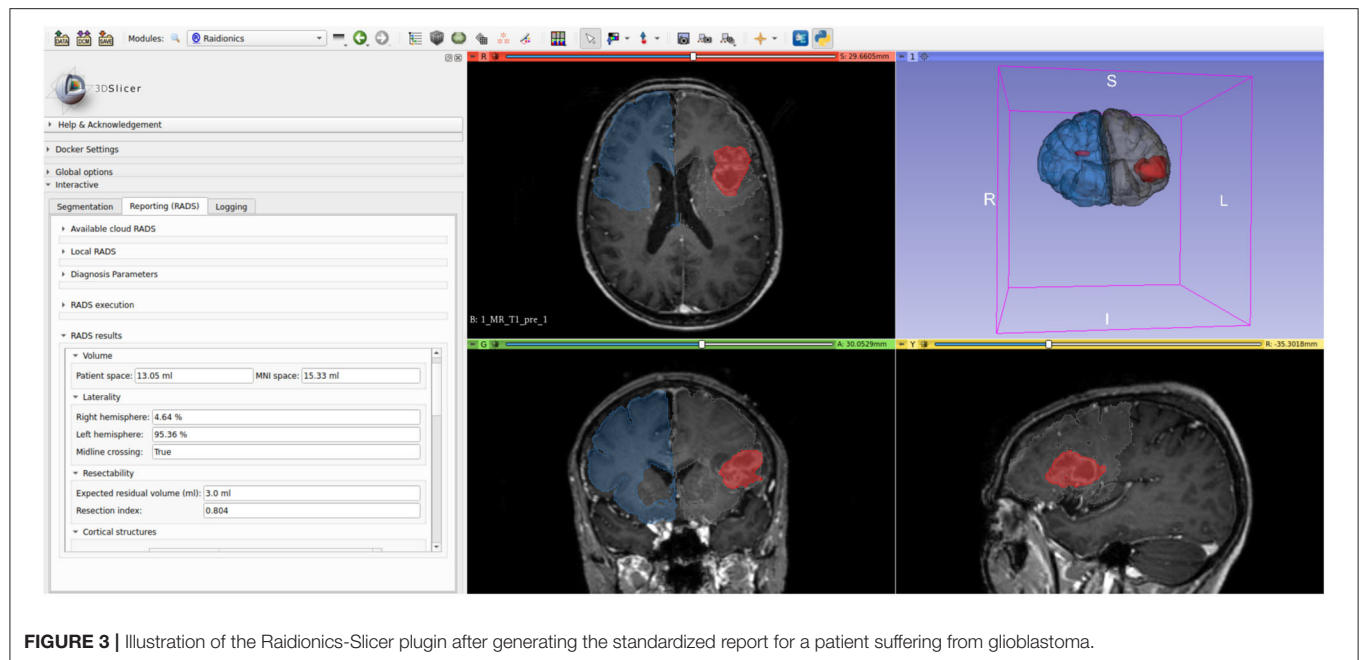 DATA DCM SAVE Modules: Raidionics
R S: 29.6605mm 1
3DSlicer
Help & Acknowledgement
Docker Settings
Global options
Interactive
Segmentation Reporting (RADS) Logging
Available cloud RADS
Local RADS
Diagnosis Parameters
RADS execution
RADS results
Volume
Patient space: 13.05 ml MNI space: 15.33 ml
Laterality
Right hemisphere: 4.64 %
Left hemisphere: 95.36 %
Midline crossing: True
Resectability
Expected residual volume (ml): 3.0 ml
Resection index: 0.804
Cortical structures
B: 1_MR_T1_pre_1
S
R
L
I
G A: 30.0529mm
Y R: -35.3018mm
FIGURE 3 | Illustration of the Raidionics-Slicer plugin after generating the standardized report for a patient suffering from glioblastoma.